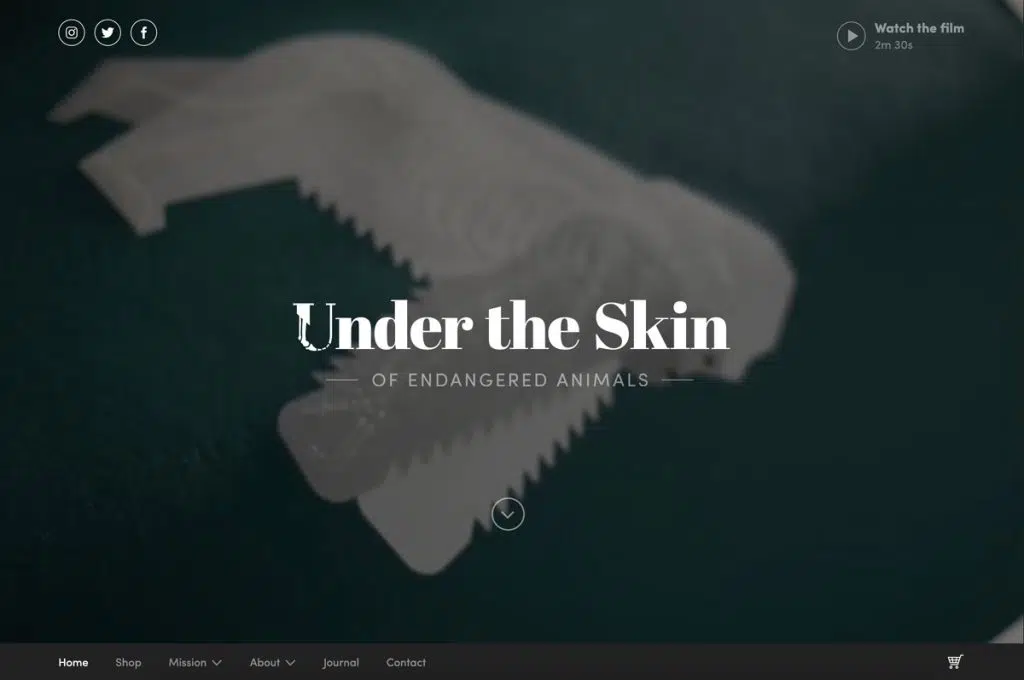 Watch the film
2m 30s
Under the Skin
OF ENDANGERED ANIMALS
Home Shop Mission About Journal Contact